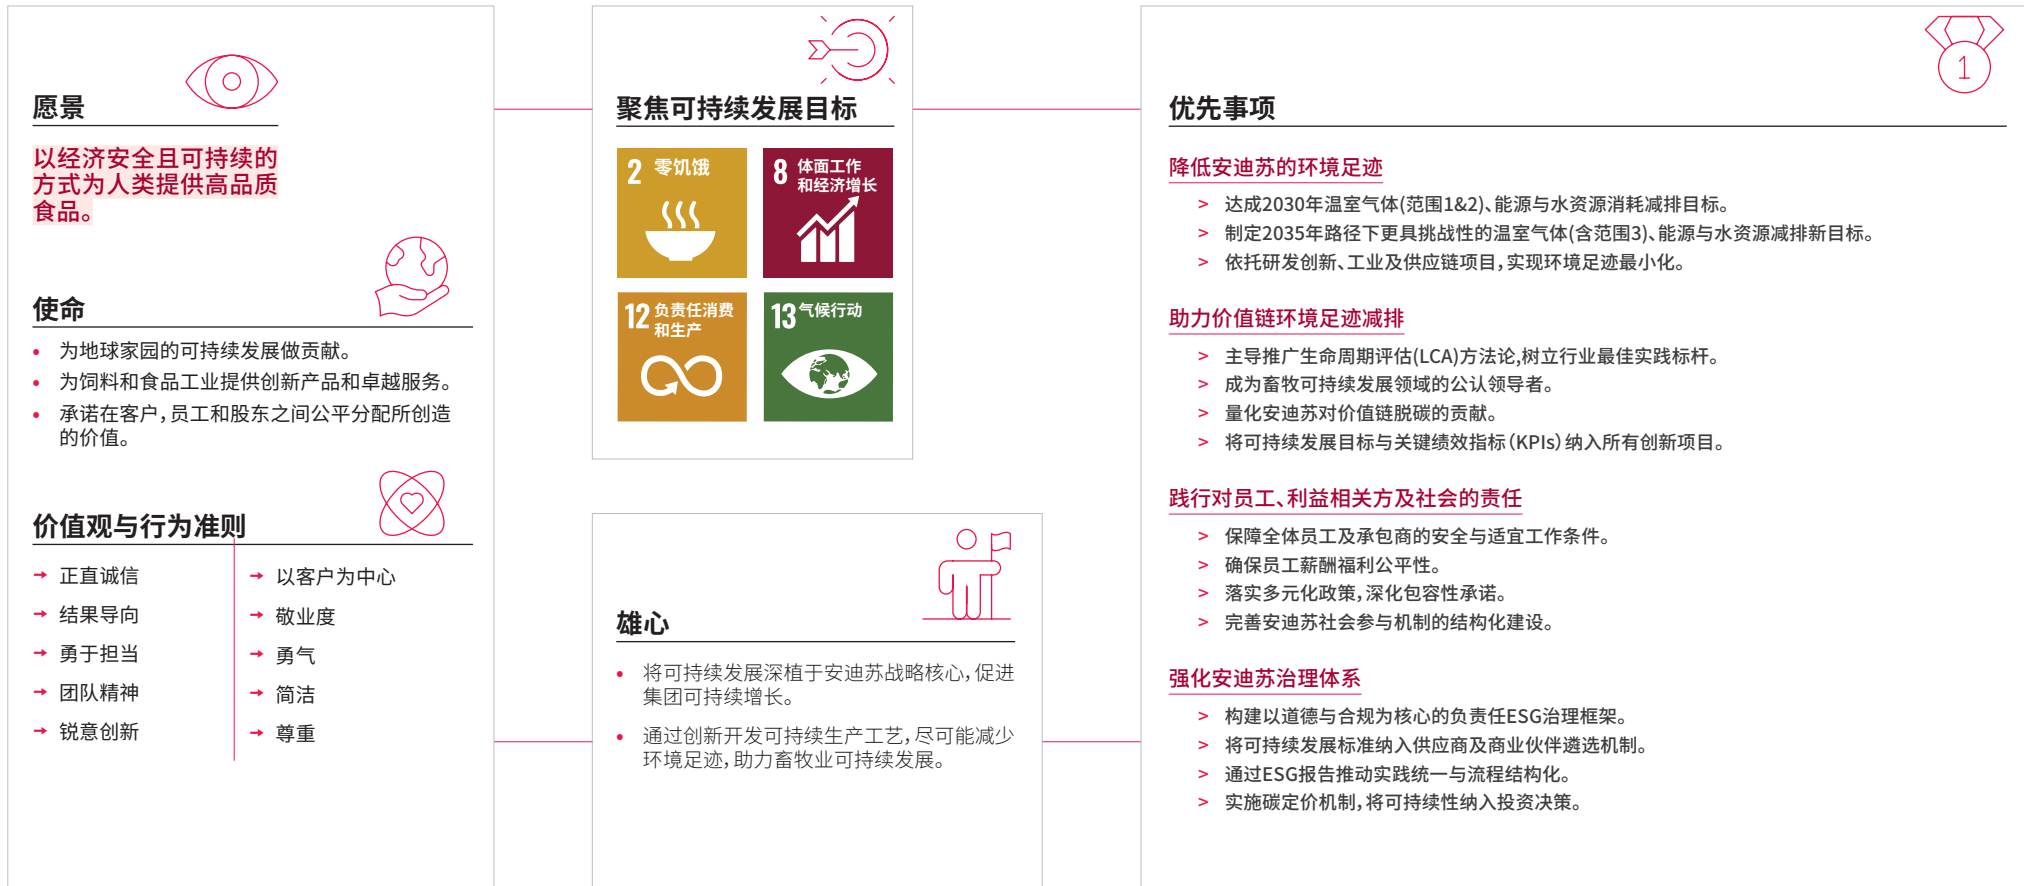 愿景
以经济安全且可持续的
方式为人类提供高品质
食品。
使命
• 为地球家园的可持续发展做贡献。
• 为饲料和食品工业提供创新产品和卓越服务。
• 承诺在客户，员工和股东之间公平分配所创造
的价值。
价值观与行为准则
→ 正直诚信
→ 结果导向
→ 勇于担当
→ 团队精神
→ 锐意创新
→ 以客户为中心
→ 敬业度
→ 勇气
→ 简洁
→ 尊重
聚焦可持续发展目标
2 零饥饿
8 体面工作
和经济增长
12 负责任消费
和生产
13 气候行动
雄心
• 将可持续发展深植于安迪苏战略核心，促进
集团可持续增长。
• 通过创新开发可持续生产工艺，尽可能减少
环境足迹，助力畜牧业可持续发展。
1
优先事项
降低安迪苏的环境足迹
> 达成2030年温室气体(范围1&2)、能源与水资源消耗减排目标。
> 制定2035年路径下更具挑战性的温室气体(含范围3)、能源与水资源减排新目标。
> 依托研发创新、工业及供应链项目，实现环境足迹最小化。
助力价值链环境足迹减排
> 主导推广生命周期评估(LCA)方法论,树立行业最佳实践标杆。
> 成为畜牧可持续发展领域的公认领导者。
> 量化安迪苏对价值链脱碳的贡献。
> 将可持续发展目标与关键绩效指标（KPIs）纳入所有创新项目。
践行对员工、利益相关方及社会的责任
> 保障全体员工及承包商的安全与适宜工作条件。
> 确保员工薪酬福利公平性。
> 落实多元化政策，深化包容性承诺。
> 完善安迪苏社会参与机制的结构化建设。
强化安迪苏治理体系
> 构建以道德与合规为核心的负责任ESG治理框架。
> 将可持续发展标准纳入供应商及商业伙伴遴选机制。
> 通过ESG报告推动实践统一与流程结构化。
> 实施碳定价机制，将可持续性纳入投资决策。